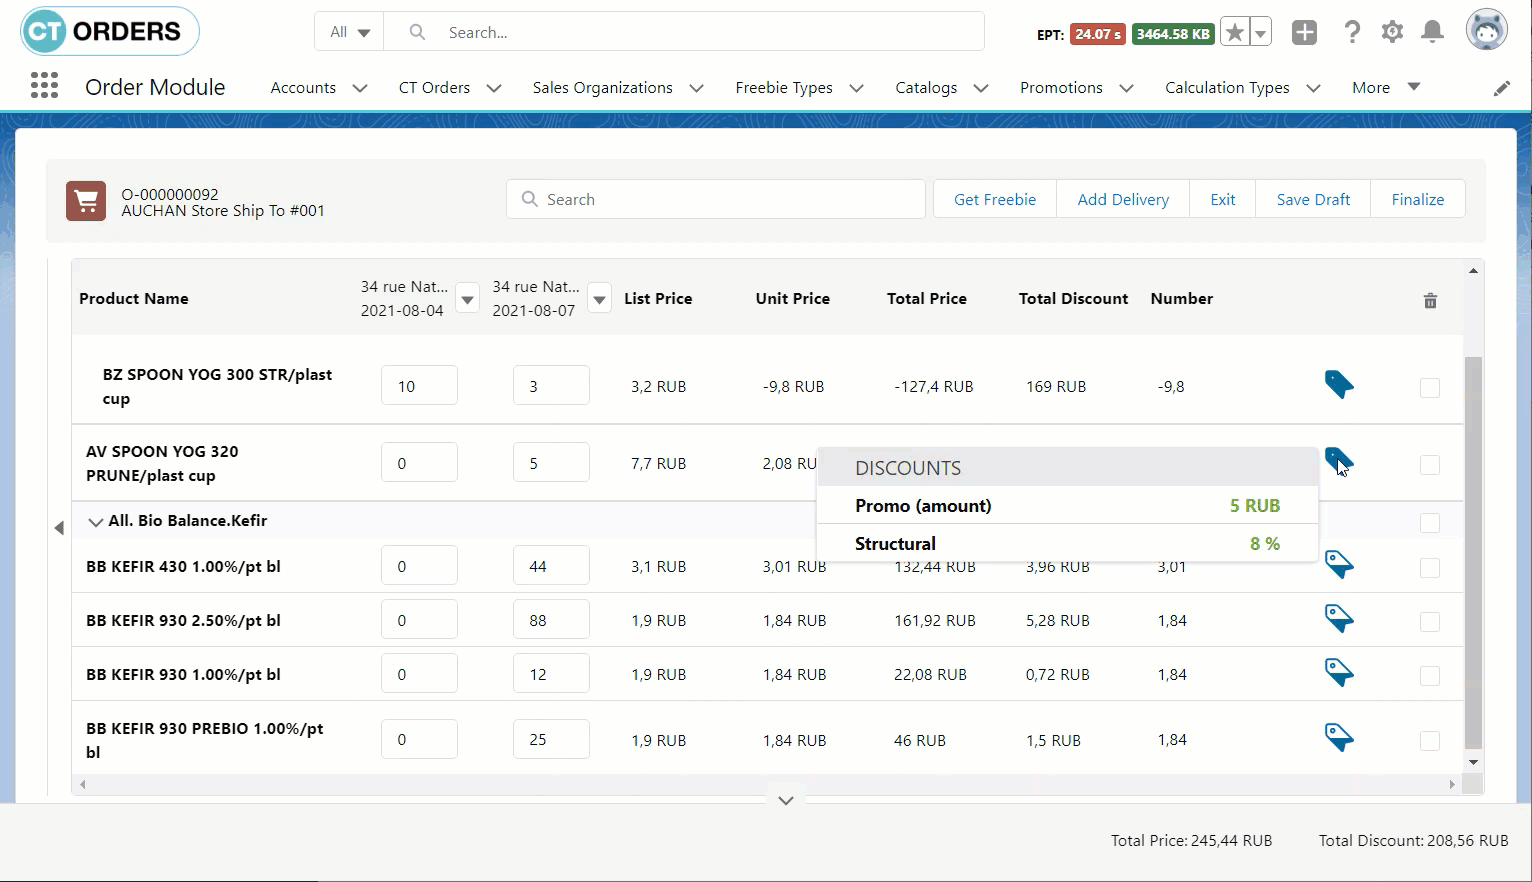 CT ORDERS
All
Search...
EPT: 24.07 s 3464.58 KB
Order Module
Accounts
CT Orders
Sales Organizations
Freebie Types
Catalogs
Promotions
Calculation Types
More
O-000000092
AUCHAN Store Ship To #001
Search
Get Freebie
Add Delivery
Exit
Save Draft
Finalize
Product Name
34 rue Nat...
2021-08-04
34 rue Nat...
2021-08-07
List Price
Unit Price
Total Price
Total Discount
Number
BZ SPOON YOG 300 STR/plast
cup
10 3 3,2 RUB -9,8 RUB -127,4 RUB 169 RUB -9,8
AV SPOON YOG 320
PRUNE/plast cup
0 5 7,7 RUB 2,08 RU
DISCOUNTS
Promo (amount) 5 RUB
Structural 8 %
All. Bio Balance.Kefir
BB KEFIR 430 1.00%/pt bl 0 44 3,1 RUB 3,01 RUB 132,44 RUB 3,96 RUB 3,01
BB KEFIR 930 2.50%/pt bl 0 88 1,9 RUB 1,84 RUB 161,92 RUB 5,28 RUB 1,84
BB KEFIR 930 1.00%/pt bl 0 12 1,9 RUB 1,84 RUB 22,08 RUB 0,72 RUB 1,84
BB KEFIR 930 PREBIO 1.00%/pt
bl
0 25 1,9 RUB 1,84 RUB 46 RUB 1,5 RUB 1,84
Total Price: 245,44 RUB Total Discount: 208,56 RUB